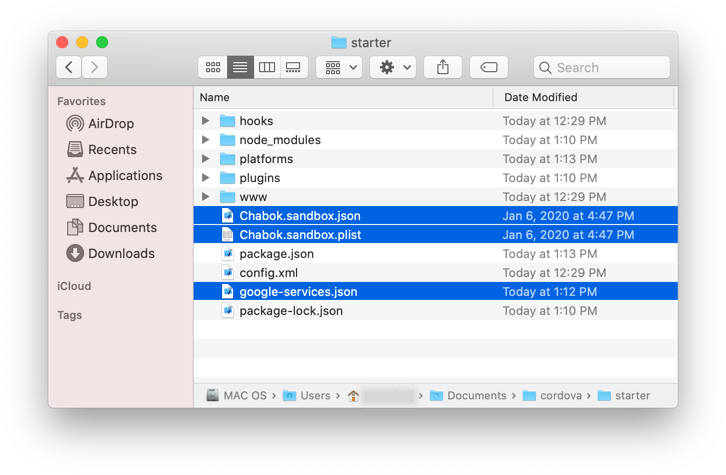 starter
Search
Favorites
AirDrop
Recents
Applications
Desktop
Documents
Downloads
iCloud
Tags
Name Date Modified
hooks Today at 12:29 PM
node_modules Today at 1:10 PM
platforms Today at 1:13 PM
plugins Today at 1:10 PM
www Today at 12:29 PM
Chabok.sandbox.json Jan 6, 2020 at 4:47 PM
Chabok.sandbox.plist Jan 6, 2020 at 4:47 PM
package.json Today at 1:13 PM
config.xml Today at 12:29 PM
google-services.json Today at 1:12 PM
package-lock.json Today at 1:10 PM
MAC OS › Users › › Documents › cordova › starter